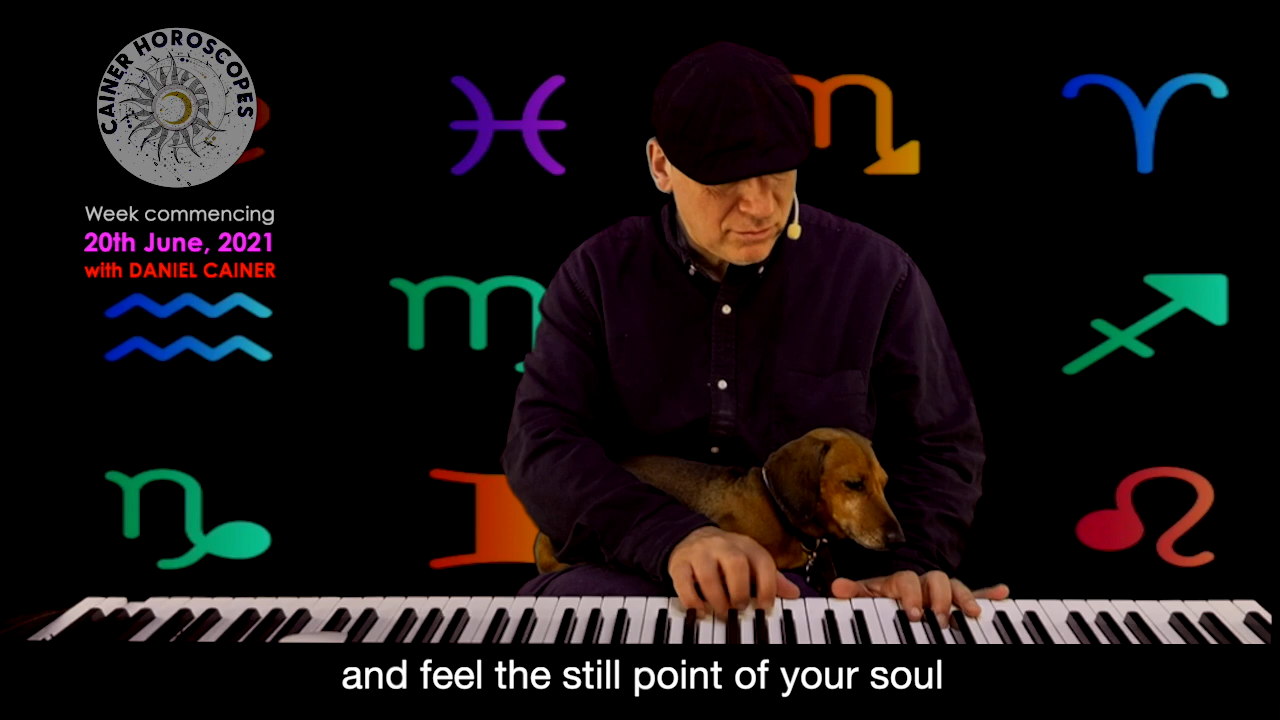 CAINER HOROSCOPES
Week commencing
20th June, 2021
with DANIEL CAINER
and feel the still point of your soul